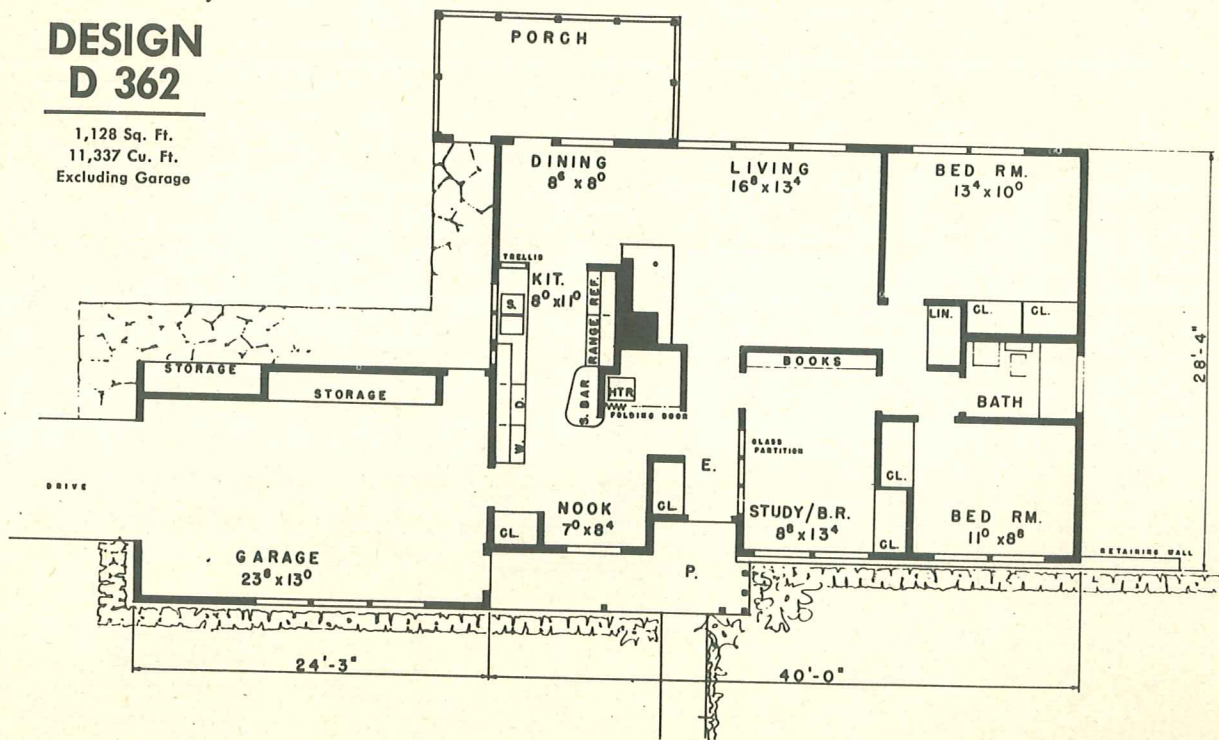 DESIGN
D 362
1,128 Sq. Ft.
11,337 Cu. Ft.
Excluding Garage
PORCH
DINING
8⁶ x 8⁰
LIVING
16⁸ x 13⁴
BED RM.
13⁴ x 10⁰
TRELLIS
KIT.
8⁰ x 11⁰
S.
REF.
RANGE
S. BAR
HTR
FOLDING DOOR
D.
W.
LIN.
CL.
CL.
BOOKS
BATH
28'-4"
STORAGE
STORAGE
GLASS
PARTITION
E.
CL.
CL.
DRIVE
NOOK
7⁰ x 8⁴
CL.
STUDY/B.R.
8⁸ x 13⁴
CL.
BED RM.
11⁰ x 8⁸
RETAINING WALL
GARAGE
23⁸ x 13⁰
P.
24'-3"
40'-0"